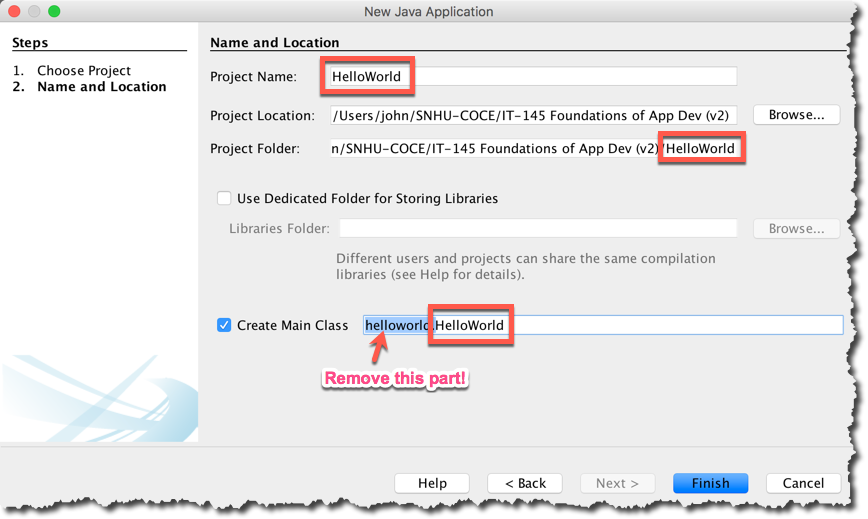 New Java Application
Steps
1. Choose Project
2. Name and Location
Name and Location
Project Name: HelloWorld
Project Location: /Users/john/SNHU-COCE/IT-145 Foundations of App Dev (v2) Browse...
Project Folder: n/SNHU-COCE/IT-145 Foundations of App Dev (v2)/HelloWorld
Use Dedicated Folder for Storing Libraries
Libraries Folder: Browse...
Different users and projects can share the same compilation
libraries (see Help for details).
Create Main Class helloworld.HelloWorld
Remove this part!
Help < Back Next > Finish Cancel